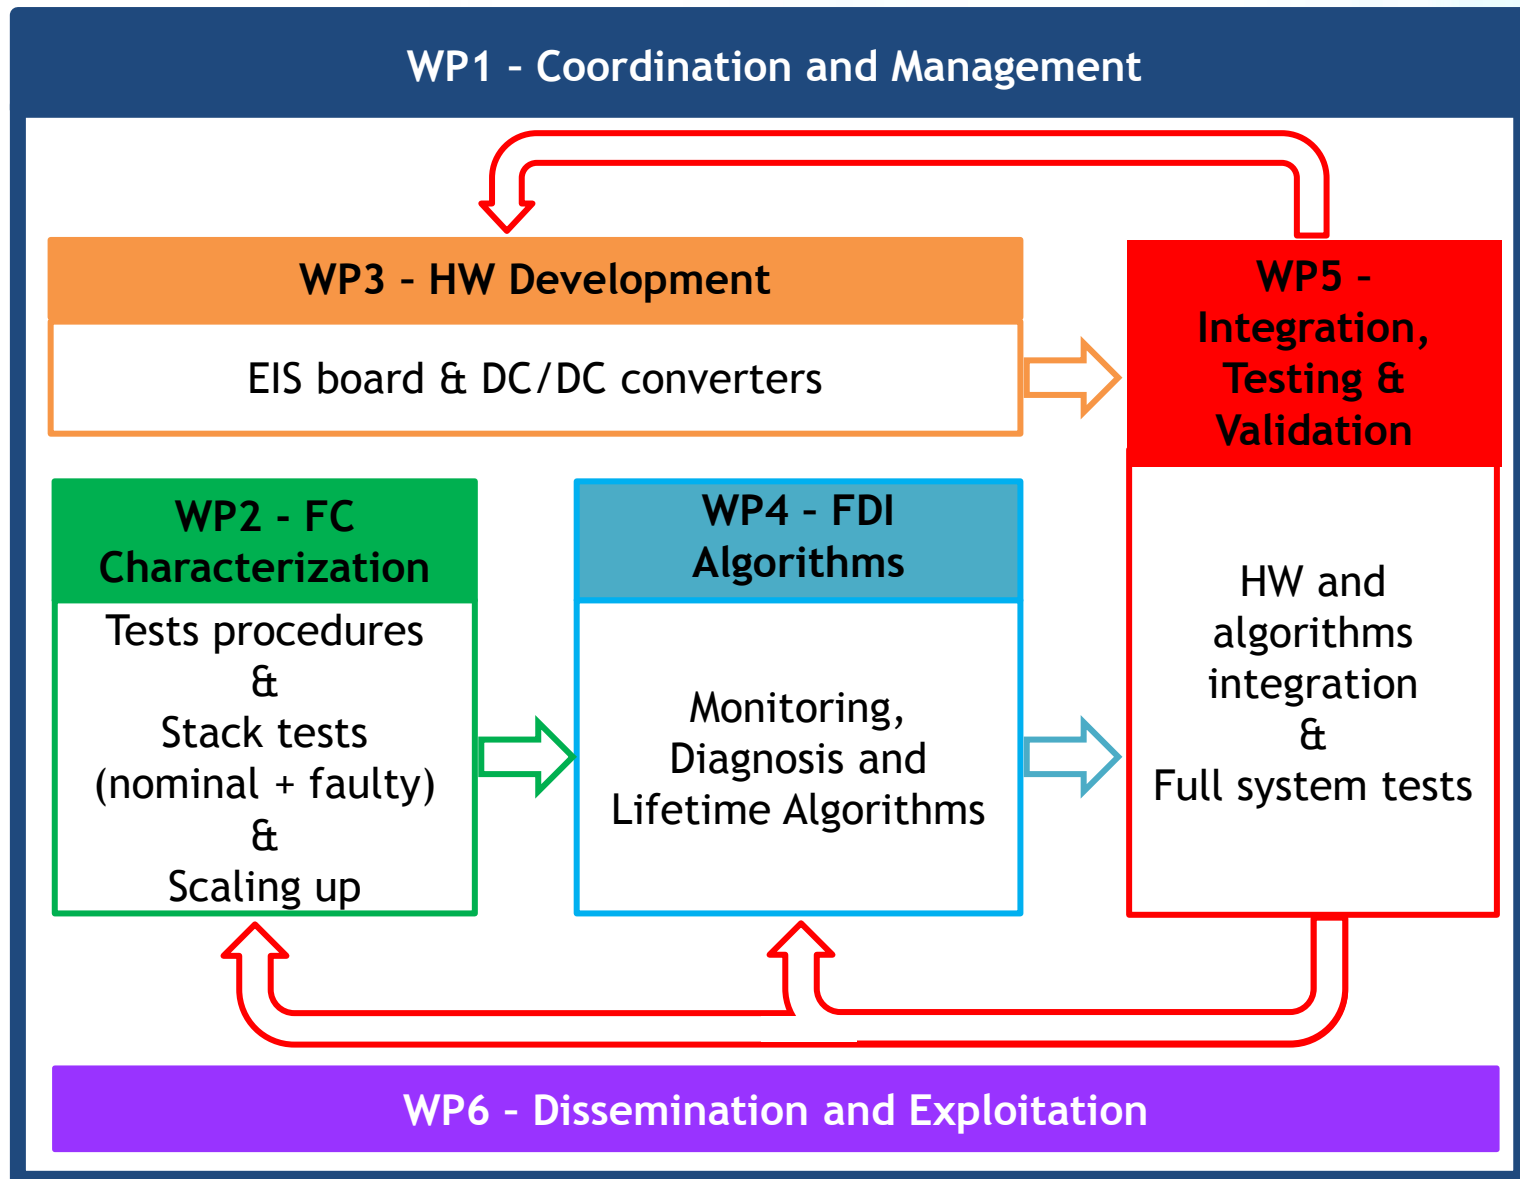 WP1 – Coordination and Management
WP3 – HW Development
EIS board & DC/DC converters
WP5 –
Integration,
Testing &
Validation
HW and
algorithms
integration
&
Full system tests
WP2 - FC
Characterization
Tests procedures
&
Stack tests
(nominal + faulty)
&
Scaling up
WP4 – FDI
Algorithms
Monitoring,
Diagnosis and
Lifetime Algorithms
WP6 – Dissemination and Exploitation